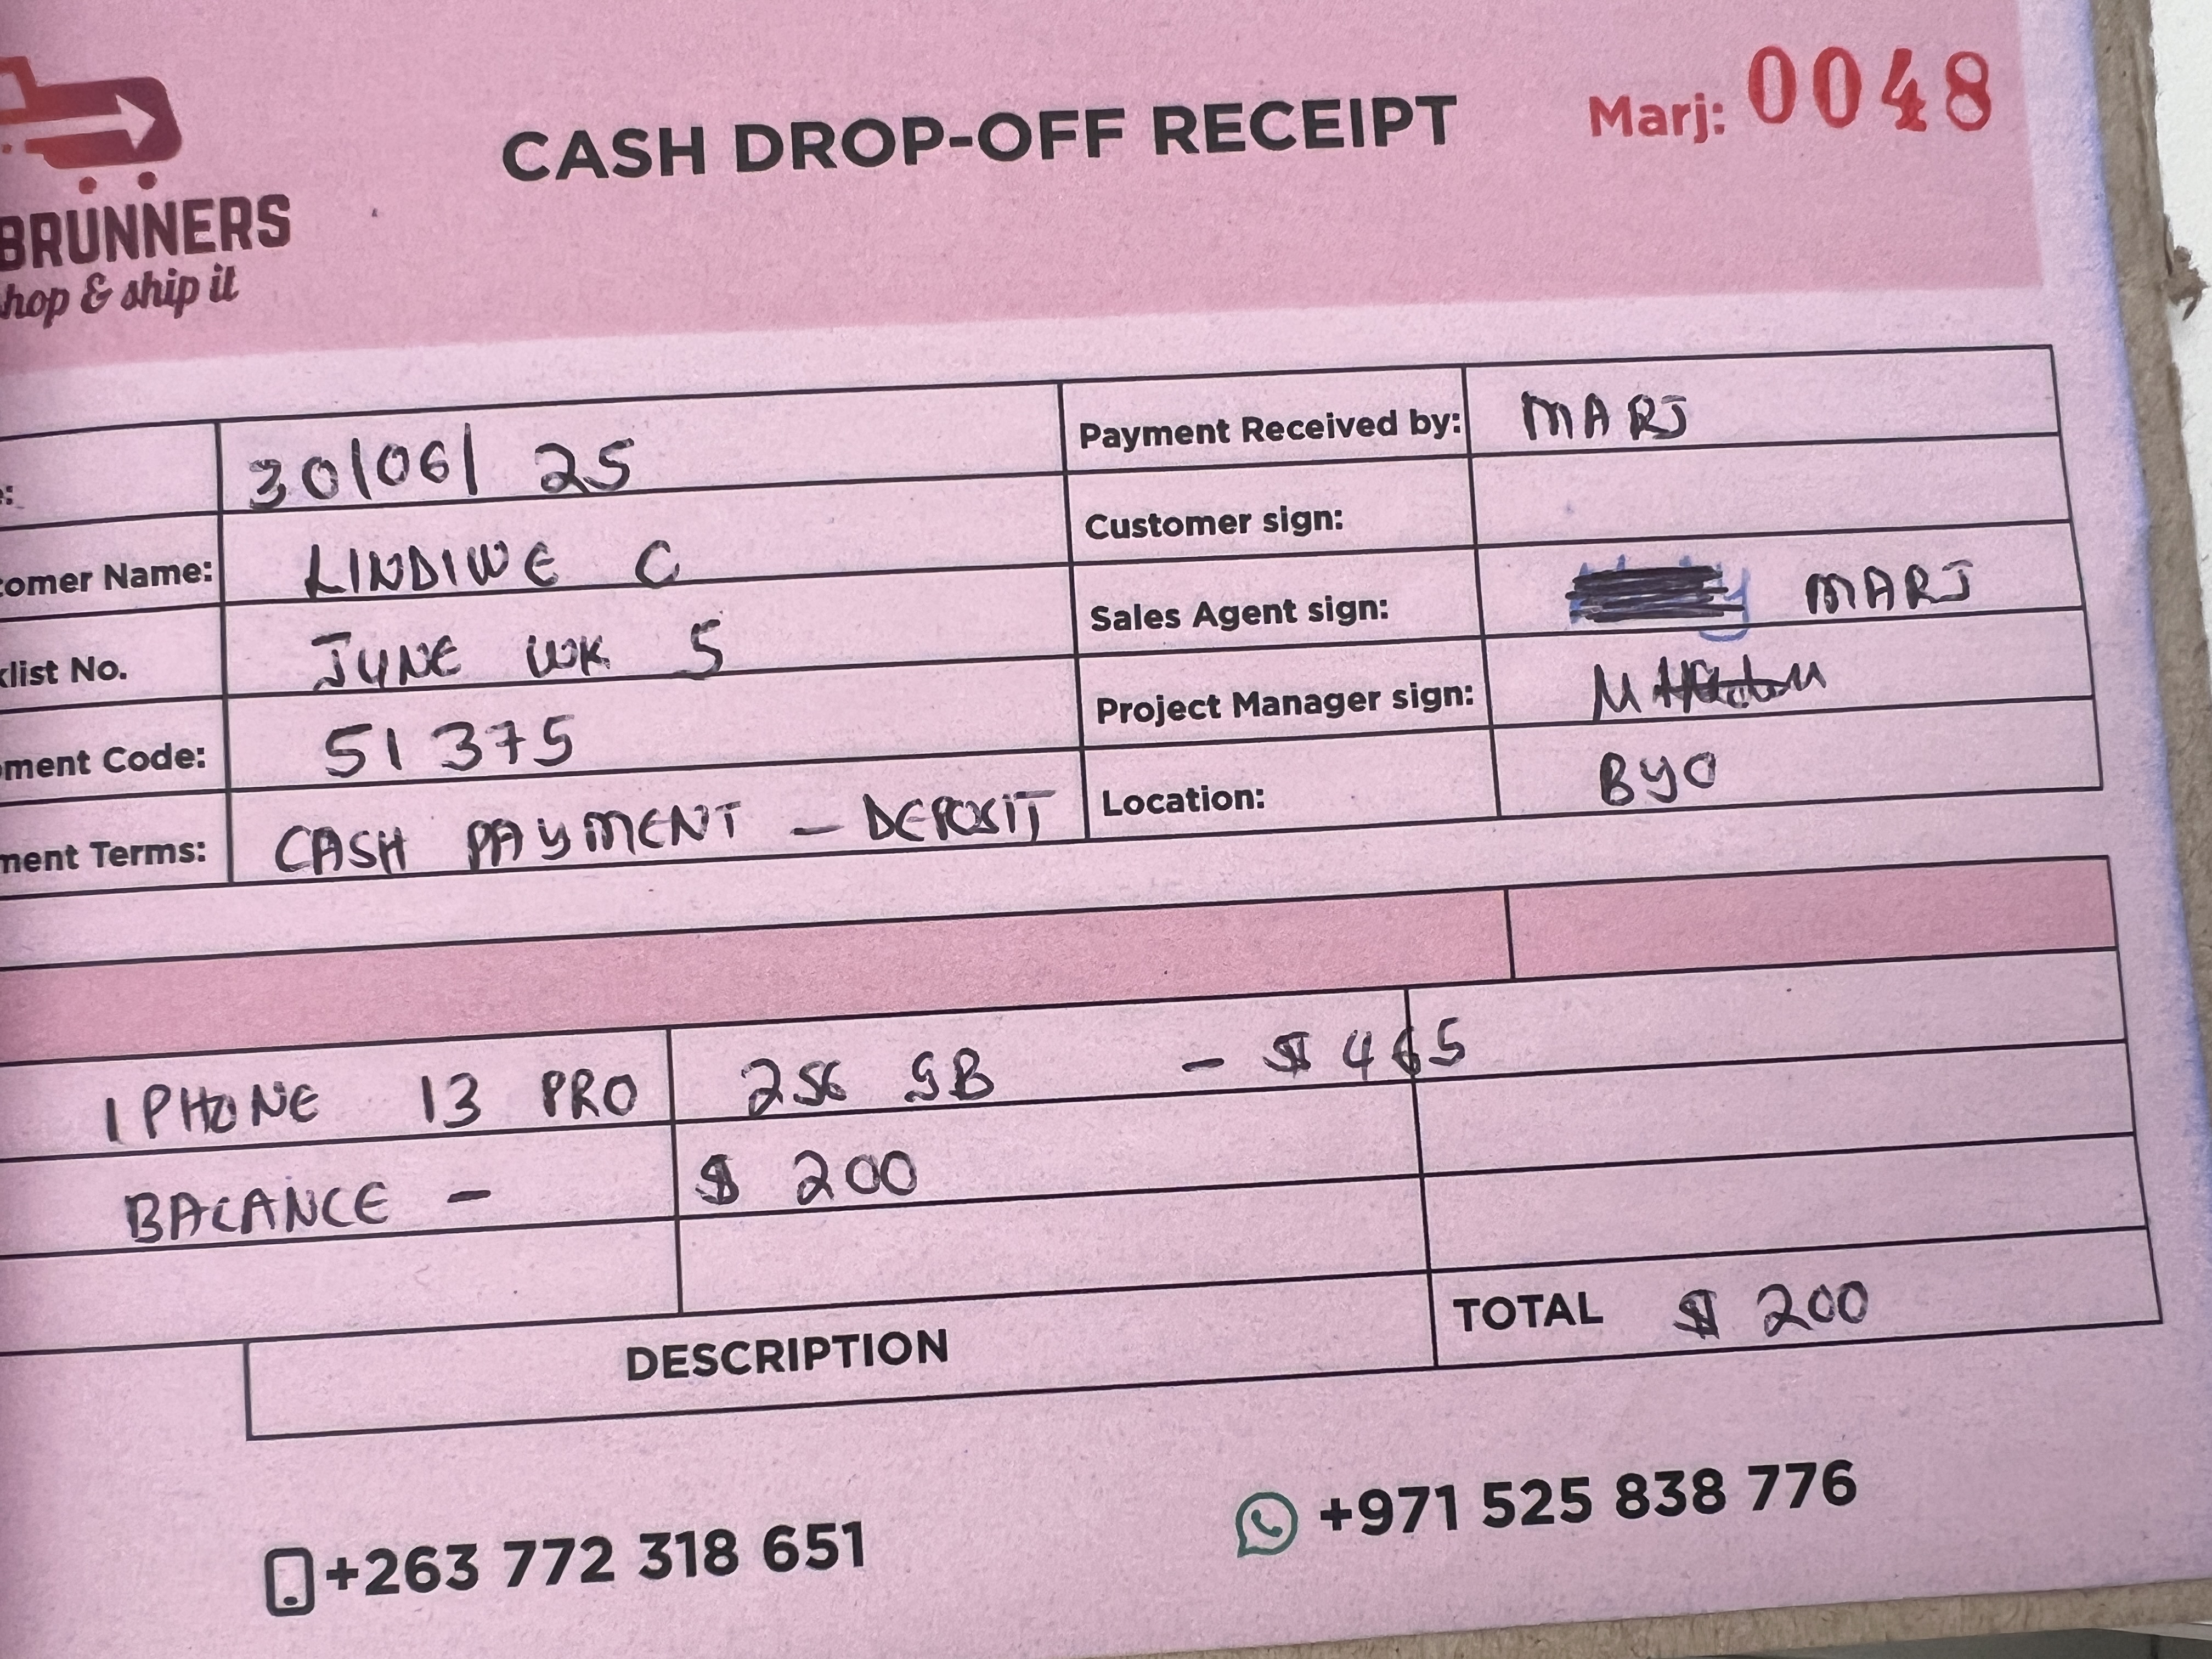 CASH DROP-OFF RECEIPT
Marj: 0048
BRUNNERS
hop & ship it
30/06/ 25
Payment Received by: MARJ
omer Name: LINDIWE C
Customer sign:
list No. JUNE WK 5
Sales Agent sign: MARJ
ment Code: 51375
Project Manager sign:
ment Terms: CASH PAYMENT - DEPOSIT
Location: BYO
IPHONE 13 PRO 256 GB - $ 465
BALANCE - $ 200
DESCRIPTION
TOTAL $ 200
+263 772 318 651
+971 525 838 776